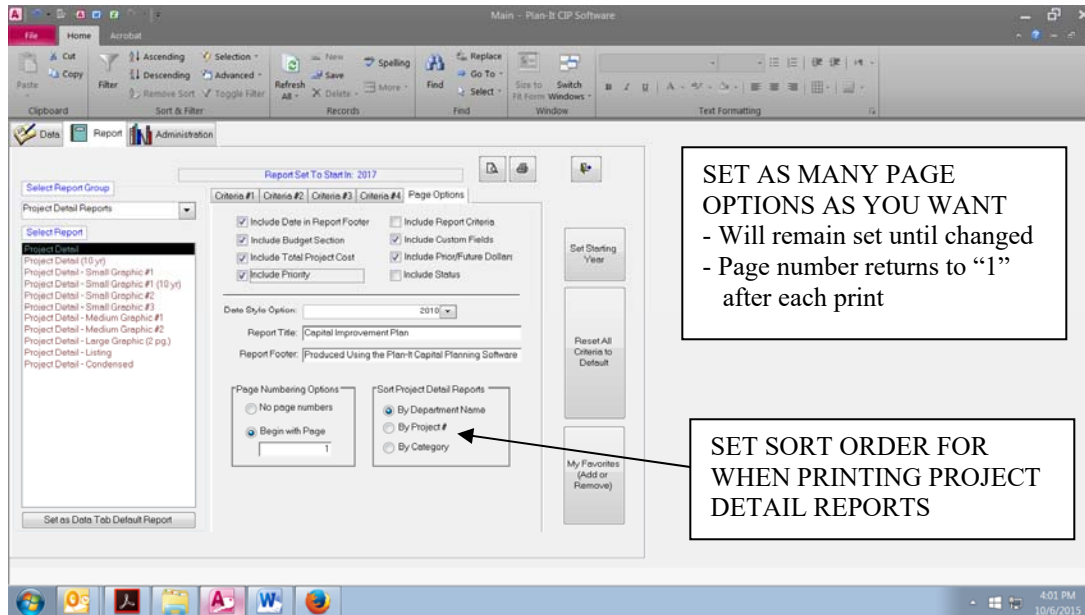 Main - Plan-It CIP Software
File Home Acrobat
Paste
Cut
Copy
Clipboard
Filter
Ascending
Descending
Remove Sort
Selection
Advanced
Toggle Filter
Sort & Filter
Refresh All
New
Save
Delete
Spelling
More
Records
Find
Replace
Go To
Select
Find
Size to Fit Form
Switch Windows
Window
Text Formatting
Data Report Administration
Report Set To Start In: 2017
Select Report Group
Project Detail Reports
Select Report
Project Detail
Project Detail (10 yr)
Project Detail - Small Graphic #1
Project Detail - Small Graphic #1 (10 yr)
Project Detail - Small Graphic #2
Project Detail - Small Graphic #3
Project Detail - Medium Graphic #1
Project Detail - Medium Graphic #2
Project Detail - Large Graphic (2 pg.)
Project Detail - Listing
Project Detail - Condensed
Set as Data Tab Default Report
Criteria #1 Criteria #2 Criteria #3 Criteria #4 Page Options
Include Date in Report Footer Include Report Criteria
Include Budget Section Include Custom Fields
Include Total Project Cost Include Prior/Future Dollars
Include Priority Include Status
Date Style Option: 2010
Report Title: Capital Improvement Plan
Report Footer: Produced Using the Plan-It Capital Planning Software
Page Numbering Options
No page numbers
Begin with Page
1
Sort Project Detail Reports
By Department Name
By Project #
By Category
Set Starting
Year
Reset All
Criteria to
Default
My Favorites
(Add or
Remove)
SET AS MANY PAGE
OPTIONS AS YOU WANT
- Will remain set until changed
- Page number returns to “1”
after each print
SET SORT ORDER FOR
WHEN PRINTING PROJECT
DETAIL REPORTS
4:01 PM
10/6/2015